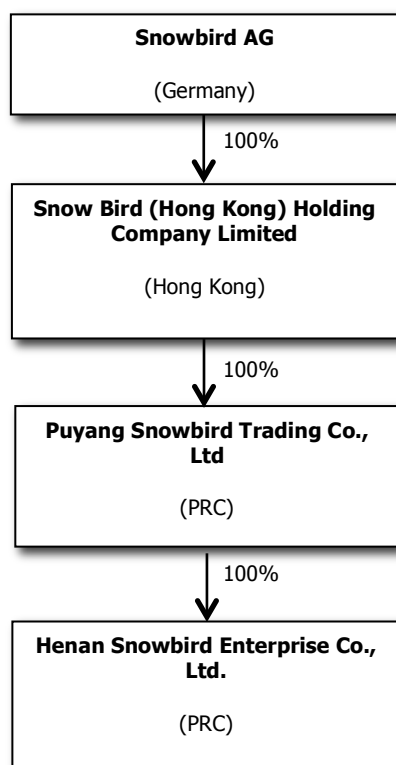 Snowbird AG
(Germany)
100%
Snow Bird (Hong Kong) Holding
Company Limited
(Hong Kong)
100%
Puyang Snowbird Trading Co.,
Ltd
(PRC)
100%
Henan Snowbird Enterprise Co.,
Ltd.
(PRC)